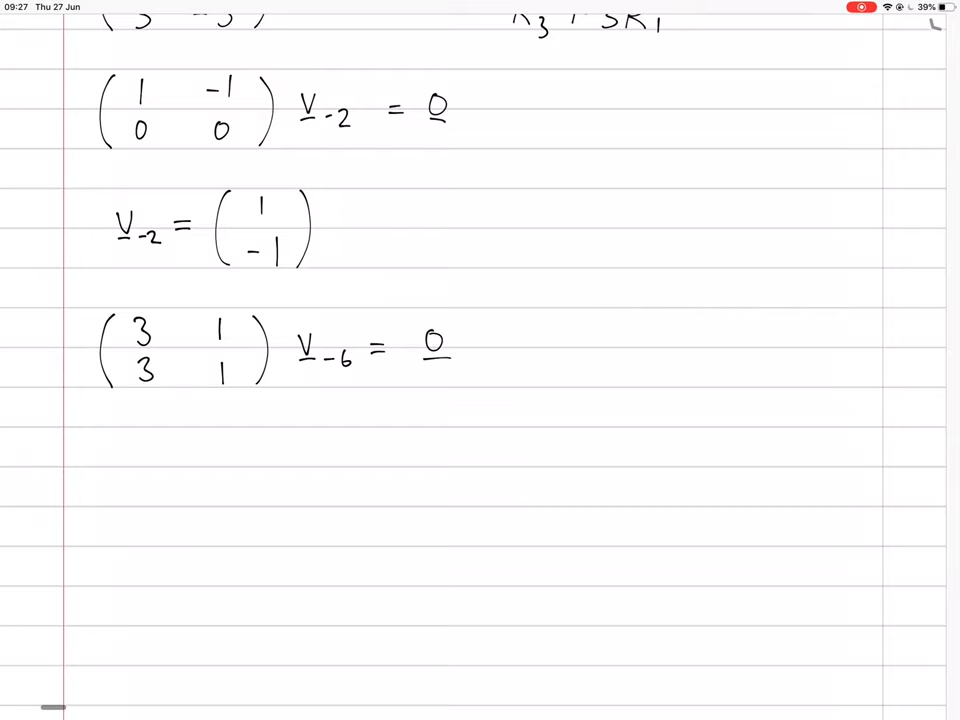 09:27 Thu 27 Jun 39%
( 1 -1 ) v₋₂ = 0
( 0 0 )
v₋₂ = ( 1 )
( -1 )
( 3 1 ) v₋₆ = 0
( 3 1 )